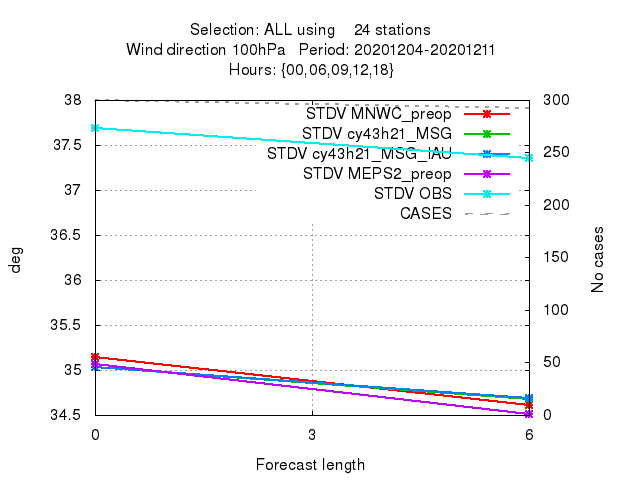 Selection: ALL using    24 stations
Wind direction 100hPa   Period: 20201204-20201211
Hours: {00,06,09,12,18}
38
37.5
37
36.5
36
35.5
35
34.5
300
250
200
150
100
50
0
STDV MNWC_preop
STDV cy43h21_MSG
STDV cy43h21_MSG_IAU
STDV MEPS2_preop
STDV OBS
CASES
deg
No cases
0
3
6
Forecast length